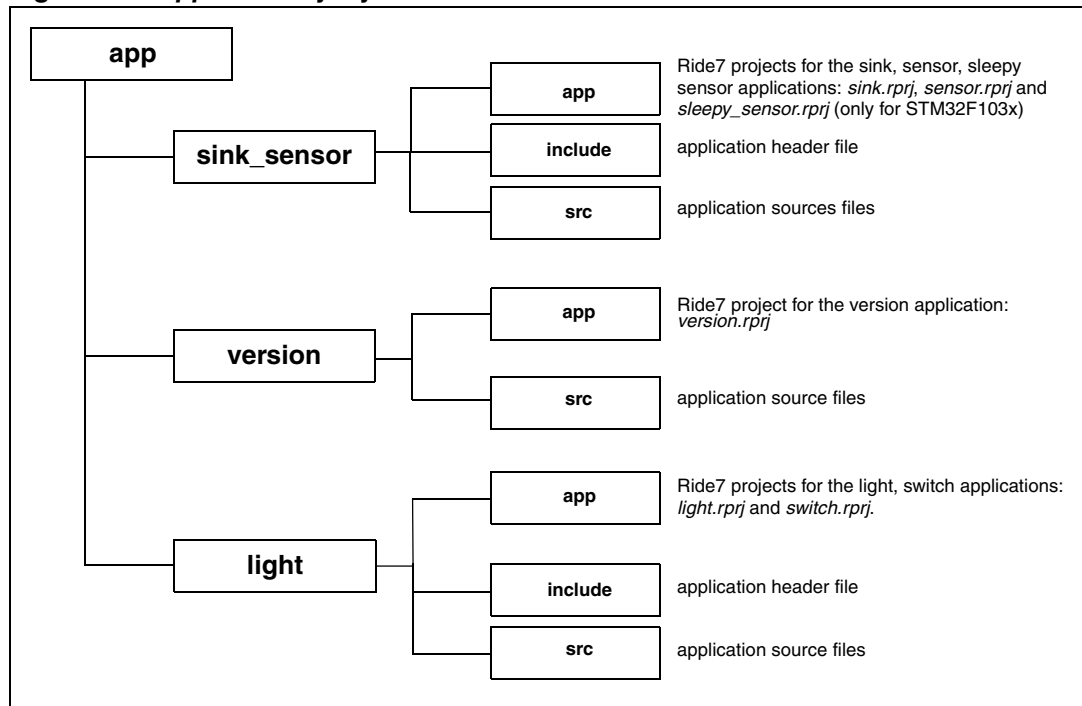 app
app
Ride7 projects for the sink, sensor, sleepy
sensor applications: sink.rprj, sensor.rprj and
sleepy_sensor.rprj (only for STM32F103x)
sink_sensor
include
application header file
src
application sources files
app
Ride7 project for the version application:
version.rprj
version
src
application source files
app
Ride7 projects for the light, switch applications:
light.rprj and switch.rprj.
light
include
application header file
src
application source files